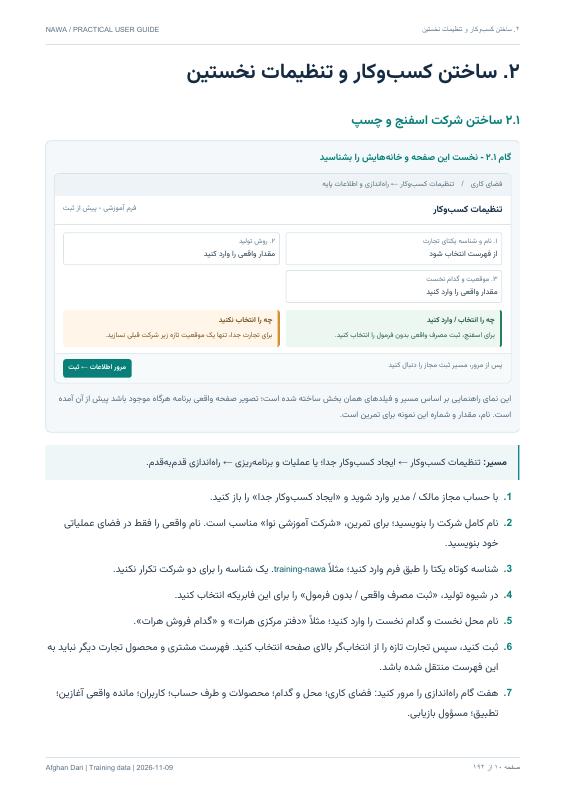 ۲. ساختن کسب‌وکار و تنظیمات نخستین
NAWA / PRACTICAL USER GUIDE
۲. ساختن کسب‌وکار و تنظیمات نخستین
۲.۱ ساختن شرکت اسفنج و چسپ
گام ۲.۱ - نخست این صفحه و خانه‌هایش را بشناسید
فضای کاری / تنظیمات کسب‌وکار ← راه‌اندازی و اطلاعات پایه
تنظیمات کسب‌وکار
فرم آموزشی - پیش از ثبت
۱. نام و شناسه یکتای تجارت
از فهرست انتخاب شود
۲. روش تولید
مقدار واقعی را وارد کنید
۳. موقعیت و گدام نخست
مقدار واقعی را وارد کنید
چه را انتخاب / وارد کنید
برای اسفنج، ثبت مصرف واقعی بدون فرمول را انتخاب کنید.
چه را انتخاب نکنید
برای تجارت جدا، تنها یک موقعیت تازه زیر شرکت قبلی نسازید.
پس از مرور، مسیر ثبت مجاز را دنبال کنید
مرور اطلاعات ← ثبت
این نمای راهنمایی بر اساس مسیر و فیلدهای همان بخش ساخته شده است؛ تصویر صفحه واقعی برنامه هرگاه موجود باشد پیش از آن آمده
است. نام، مقدار و شماره این نمونه برای تمرین است.
مسیر: تنظیمات کسب‌وکار ← ایجاد کسب‌وکار جدا؛ یا عملیات و برنامه‌ریزی ← راه‌اندازی قدم‌به‌قدم.
1. با حساب مجاز مالک / مدیر وارد شوید و «ایجاد کسب‌وکار جدا» را باز کنید.
2. نام کامل شرکت را بنویسید؛ برای تمرین، «شرکت آموزشی نوا» مناسب است. نام واقعی را فقط در فضای عملیاتی
خود بنویسید.
3. شناسه کوتاه یکتا را طبق فرم وارد کنید؛ مثلاً training-nawa. یک شناسه را برای دو شرکت تکرار نکنید.
4. در شیوه تولید، «ثبت مصرف واقعی / بدون فرمول» را برای این فابریکه انتخاب کنید.
5. نام محل نخست و گدام نخست را وارد کنید؛ مثلاً «دفتر مرکزی هرات» و «گدام فروش هرات».
6. ثبت کنید، سپس تجارت تازه را از انتخاب‌گر بالای صفحه انتخاب کنید. فهرست مشتری و محصول تجارت دیگر نباید به
این فهرست منتقل شده باشد.
7. هفت گام راه‌اندازی را مرور کنید: فضای کاری؛ محل و گدام؛ محصولات و طرف حساب؛ کاربران؛ مانده واقعی آغازین؛
تطبیق؛ مسؤول بازیابی.
صفحه ۱۰ از ۱۹۴
Afghan Dari | Training data | 2026-11-09